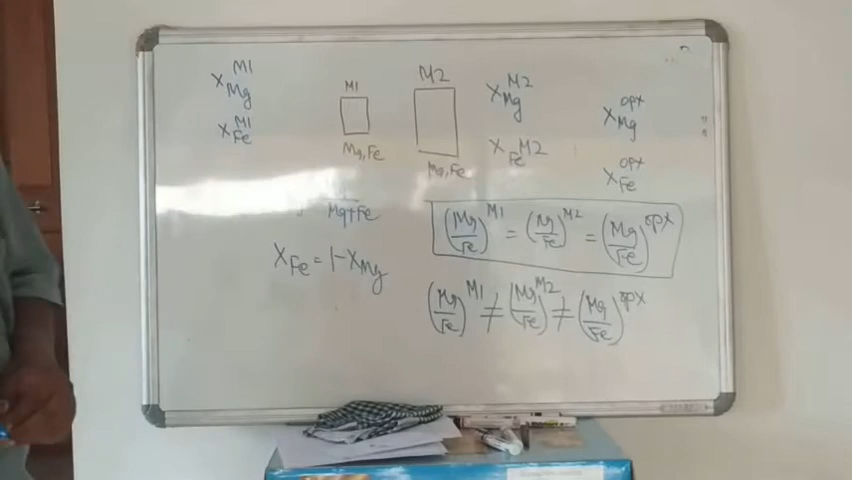 X_Mg^M1
X_Fe^M1
M1
Mg, Fe
M2
Mg, Fe
X_Mg^M2
X_Fe^M2
X_Mg^opx
X_Fe^opx
Mg+Fe
X_Fe = 1-X_Mg
(Mg/Fe)^M1 = (Mg/Fe)^M2 = (Mg/Fe)^opx
(Mg/Fe)^M1 ≠ (Mg/Fe)^M2 ≠ (Mg/Fe)^opx